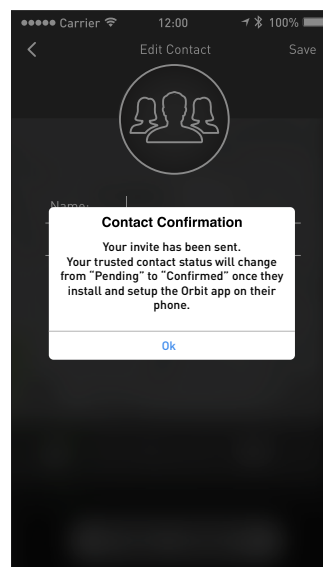 Carrier 12:00 100%
Edit Contact Save
Name:
Contact Confirmation
Your invite has been sent.
Your trusted contact status will change
from “Pending” to “Confirmed” once they
install and setup the Orbit app on their
phone.
Ok